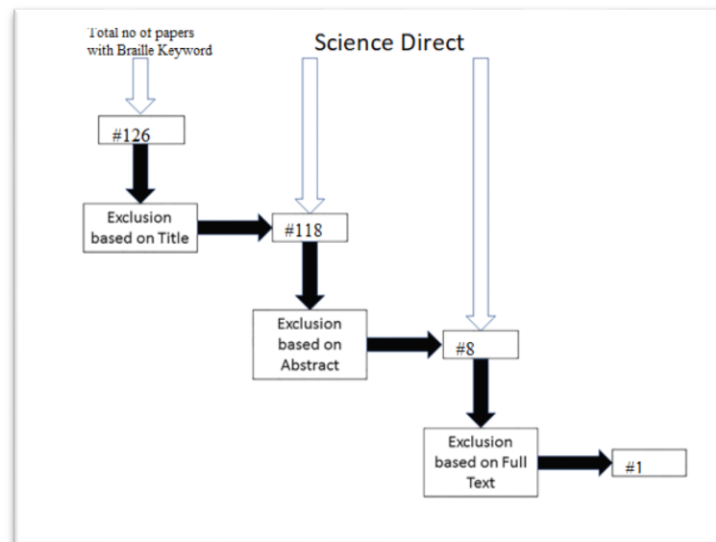 Total no of papers
with Braille Keyword
Science Direct
#126
Exclusion
based on Title
#118
Exclusion
based on
Abstract
#8
Exclusion
based on Full
Text
#1